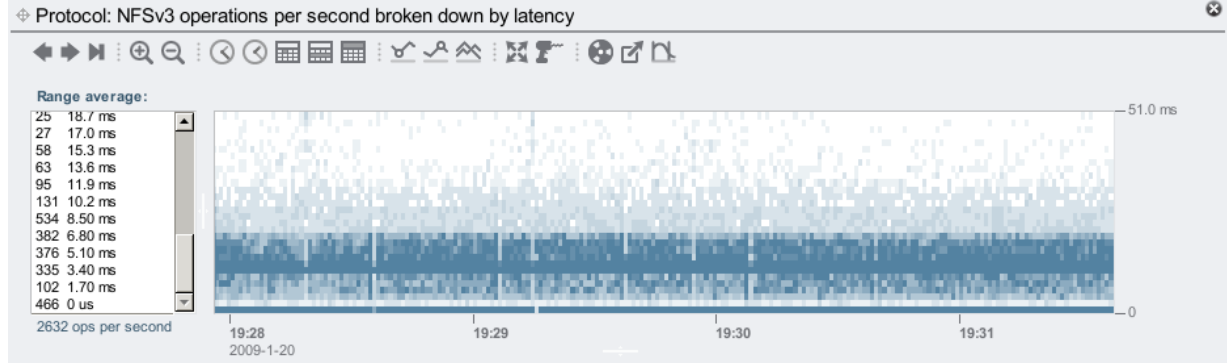 Protocol: NFSv3 operations per second broken down by latency
Range average:
25 18.7 ms
27 17.0 ms
58 15.3 ms
63 13.6 ms
95 11.9 ms
131 10.2 ms
534 8.50 ms
382 6.80 ms
376 5.10 ms
335 3.40 ms
102 1.70 ms
466 0 us
2632 ops per second
51.0 ms
0
19:28
19:29
19:30
19:31
2009-1-20